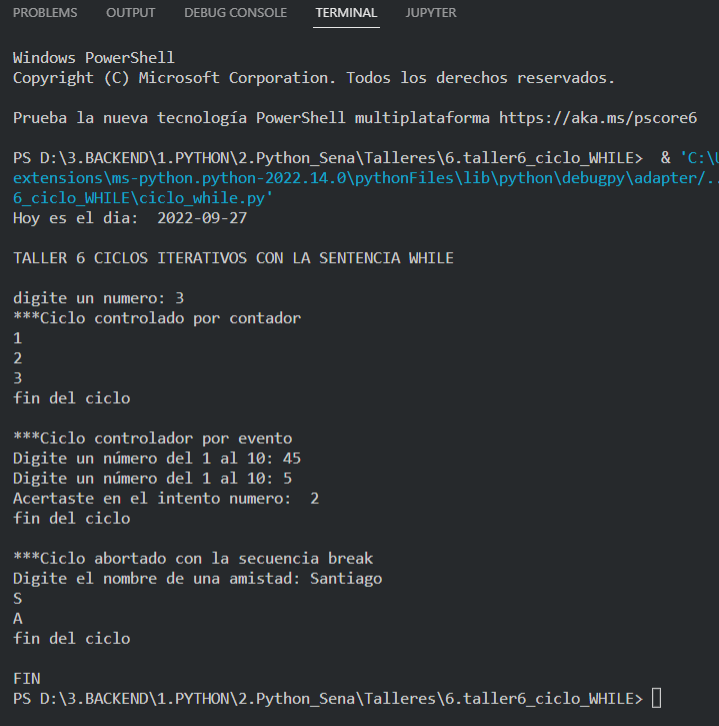 PROBLEMS OUTPUT DEBUG CONSOLE TERMINAL JUPYTER
Windows PowerShell
Copyright (C) Microsoft Corporation. Todos los derechos reservados.
Prueba la nueva tecnología PowerShell multiplataforma https://aka.ms/pscore6
PS D:\3.BACKEND\1.PYTHON\2.Python_Sena\Talleres\6.taller6_ciclo_WHILE>  & 'C:\U
extensions\ms-python.python-2022.14.0\pythonFiles\lib\python\debugpy\adapter/..
6_ciclo_WHILE\ciclo_while.py'
Hoy es el dia:  2022-09-27
TALLER 6 CICLOS ITERATIVOS CON LA SENTENCIA WHILE
digite un numero: 3
***Ciclo controlado por contador
1
2
3
fin del ciclo
***Ciclo controlador por evento
Digite un número del 1 al 10: 45
Digite un número del 1 al 10: 5
Acertaste en el intento numero:  2
fin del ciclo
***Ciclo abortado con la secuencia break
Digite el nombre de una amistad: Santiago
S
A
fin del ciclo
FIN
PS D:\3.BACKEND\1.PYTHON\2.Python_Sena\Talleres\6.taller6_ciclo_WHILE>